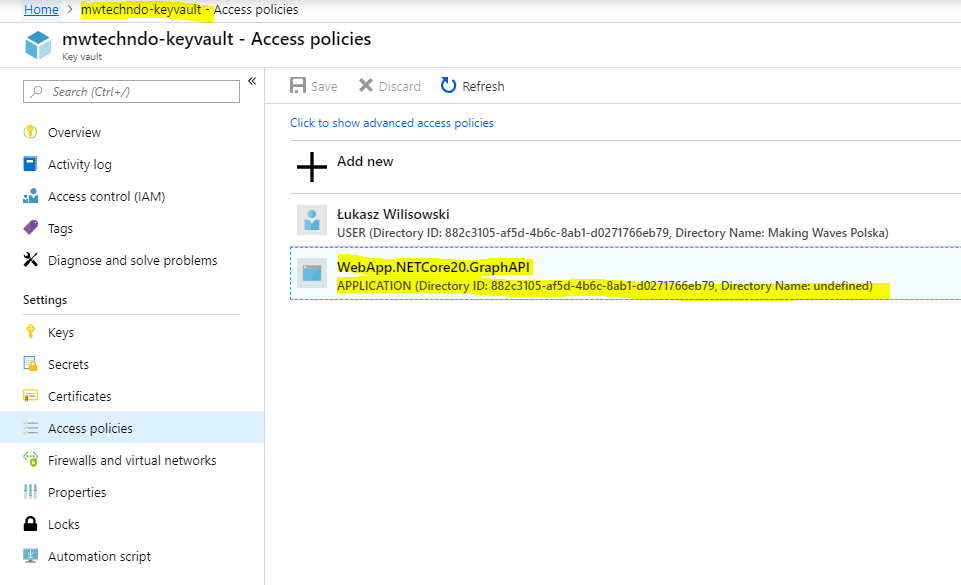 Home > mwtechndo-keyvault - Access policies
mwtechndo-keyvault - Access policies
Key vault
Search (Ctrl+/)
«
Overview
Activity log
Access control (IAM)
Tags
Diagnose and solve problems
Settings
Keys
Secrets
Certificates
Access policies
Firewalls and virtual networks
Properties
Locks
Automation script
Save Discard Refresh
Click to show advanced access policies
Add new
Łukasz Wilisowski
USER (Directory ID: 882c3105-af5d-4b6c-8ab1-d0271766eb79, Directory Name: Making Waves Polska)
WebApp.NETCore20.GraphAPI
APPLICATION (Directory ID: 882c3105-af5d-4b6c-8ab1-d0271766eb79, Directory Name: undefined)